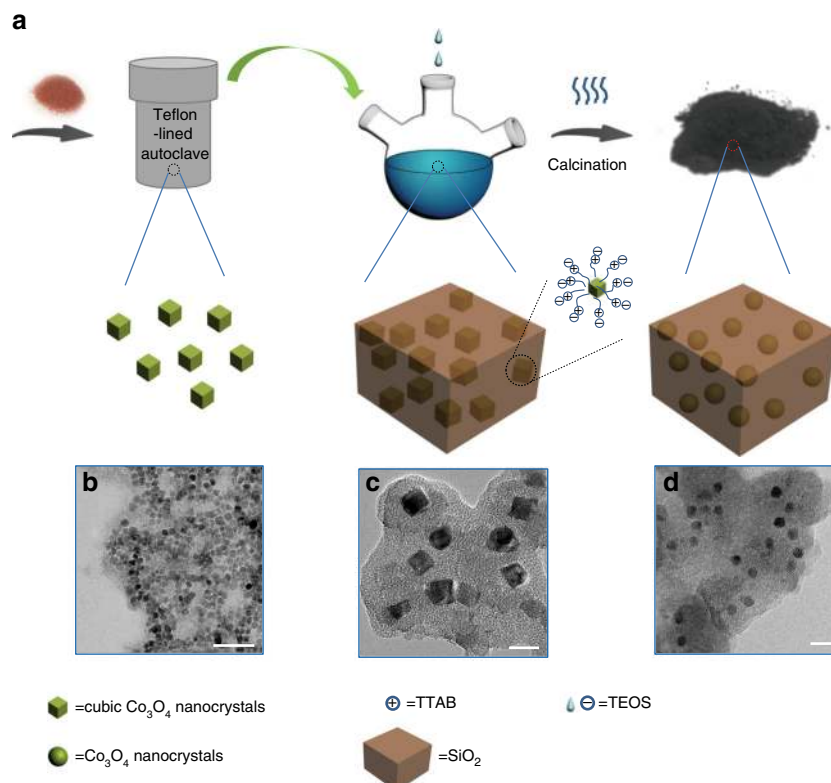 a
Teflon
-lined
autoclave
Calcination
b
c
d
=cubic Co₃O₄ nanocrystals
⊕=TTAB
⊖=TEOS
=Co₃O₄ nanocrystals
=SiO₂